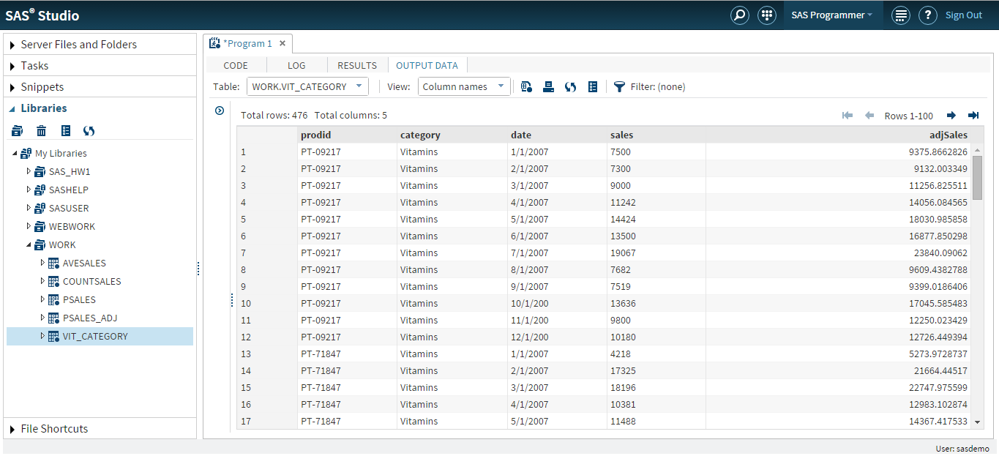 SAS® Studio
SAS Programmer
Sign Out
Server Files and Folders
Tasks
Snippets
Libraries
My Libraries
SAS_HW1
SASHELP
SASUSER
WEBWORK
WORK
AVESALES
COUNTSALES
PSALES
PSALES_ADJ
VIT_CATEGORY
File Shortcuts
*Program 1
CODE LOG RESULTS OUTPUT DATA
Table: WORK.VIT_CATEGORY View: Column names Filter: (none)
Total rows: 476 Total columns: 5 Rows 1-100
prodid category date sales adjSales
1 PT-09217 Vitamins 1/1/2007 7500 9375.8662826
2 PT-09217 Vitamins 2/1/2007 7300 9132.003349
3 PT-09217 Vitamins 3/1/2007 9000 11256.825511
4 PT-09217 Vitamins 4/1/2007 11242 14056.084565
5 PT-09217 Vitamins 5/1/2007 14424 18030.985858
6 PT-09217 Vitamins 6/1/2007 13500 16877.850298
7 PT-09217 Vitamins 7/1/2007 19067 23840.09062
8 PT-09217 Vitamins 8/1/2007 7682 9609.4382788
9 PT-09217 Vitamins 9/1/2007 7519 9399.0186406
10 PT-09217 Vitamins 10/1/200 13636 17045.585483
11 PT-09217 Vitamins 11/1/200 9800 12250.023429
12 PT-09217 Vitamins 12/1/200 10180 12726.449394
13 PT-71847 Vitamins 1/1/2007 4218 5273.9728737
14 PT-71847 Vitamins 2/1/2007 17325 21664.44517
15 PT-71847 Vitamins 3/1/2007 18196 22747.975599
16 PT-71847 Vitamins 4/1/2007 10381 12983.102874
17 PT-71847 Vitamins 5/1/2007 11488 14367.417533
User: sasdemo